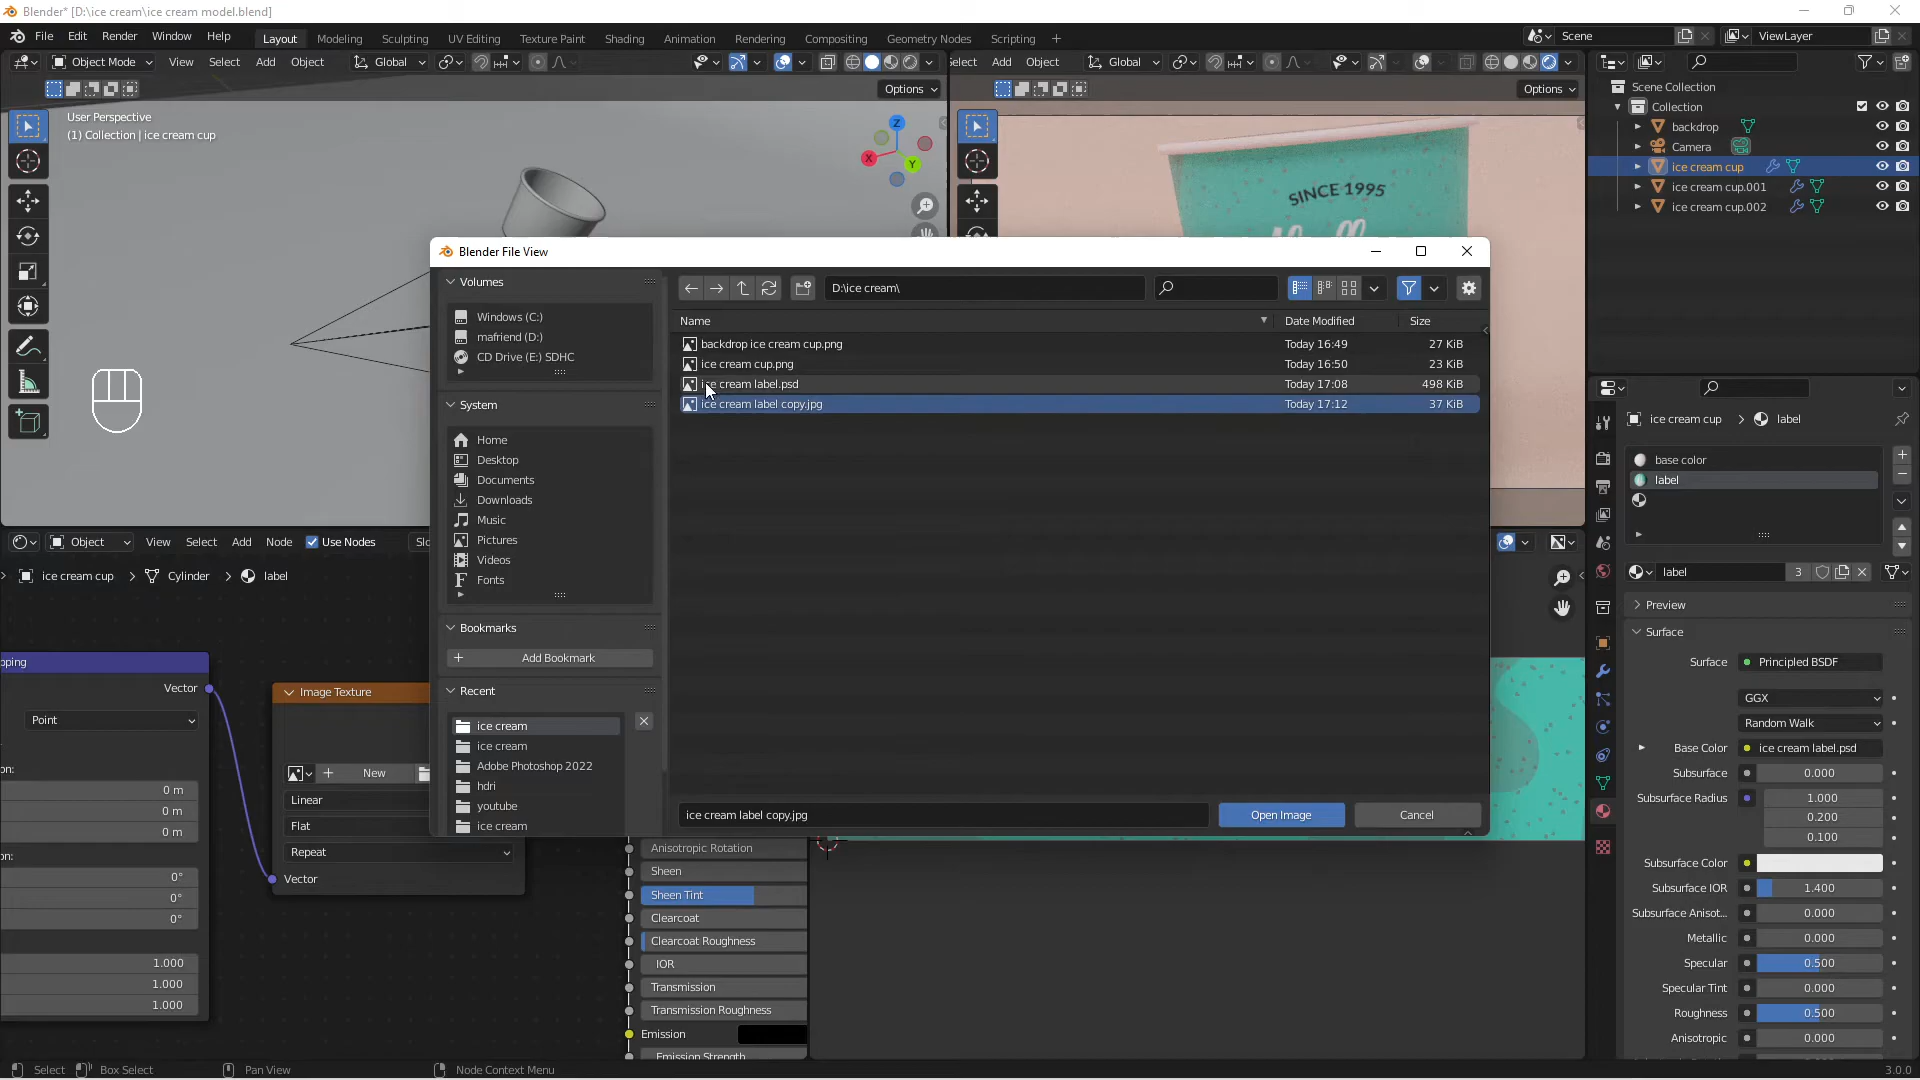 Blender* [D:\ice cream\ice cream model.blend]
File Edit Render Window Help Layout Modeling Sculpting UV Editing Texture Paint Shading Animation Rendering Compositing Geometry Nodes Scripting + Scene ViewLayer
Object Mode View Select Add Object Global
Select Add Object Global
Options
Options
User Perspective
(1) Collection | ice cream cup
Z
X
Y
SINCE 1995
Scene Collection
Collection
backdrop
Camera
ice cream cup
ice cream cup.001
ice cream cup.002
Blender File View
Volumes
Windows (C:)
mafriend (D:)
CD Drive (E:) SDHC
System
Home
Desktop
Documents
Downloads
Music
Pictures
Videos
Fonts
Bookmarks
Add Bookmark
Recent
ice cream
ice cream
Adobe Photoshop 2022
hdri
youtube
ice cream
D:\ice cream\
Name Date Modified Size
backdrop ice cream cup.png Today 16:49 27 KiB
ice cream cup.png Today 16:50 23 KiB
ice cream label.psd Today 17:08 498 KiB
ice cream label copy.jpg Today 17:12 37 KiB
ice cream label copy.jpg Open Image Cancel
Object View Select Add Node Use Nodes
ice cream cup > Cylinder > label
Vector
Point
0 m
0 m
0 m
0°
0°
0°
1.000
1.000
1.000
Image Texture
New
Linear
Flat
Repeat
Vector
Anisotropic Rotation
Sheen
Sheen Tint
Clearcoat
Clearcoat Roughness
IOR
Transmission
Transmission Roughness
Emission
Emission Strength
ice cream cup > label
base color
label
label 3
Preview
Surface
Surface Principled BSDF
GGX
Random Walk
Base Color ice cream label.psd
Subsurface 0.000
Subsurface Radius 1.000
0.200
0.100
Subsurface Color
Subsurface IOR 1.400
Subsurface Anisot... 0.000
Metallic 0.000
Specular 0.500
Specular Tint 0.000
Roughness 0.500
Anisotropic 0.000
Select Box Select Pan View Node Context Menu 3.0.0